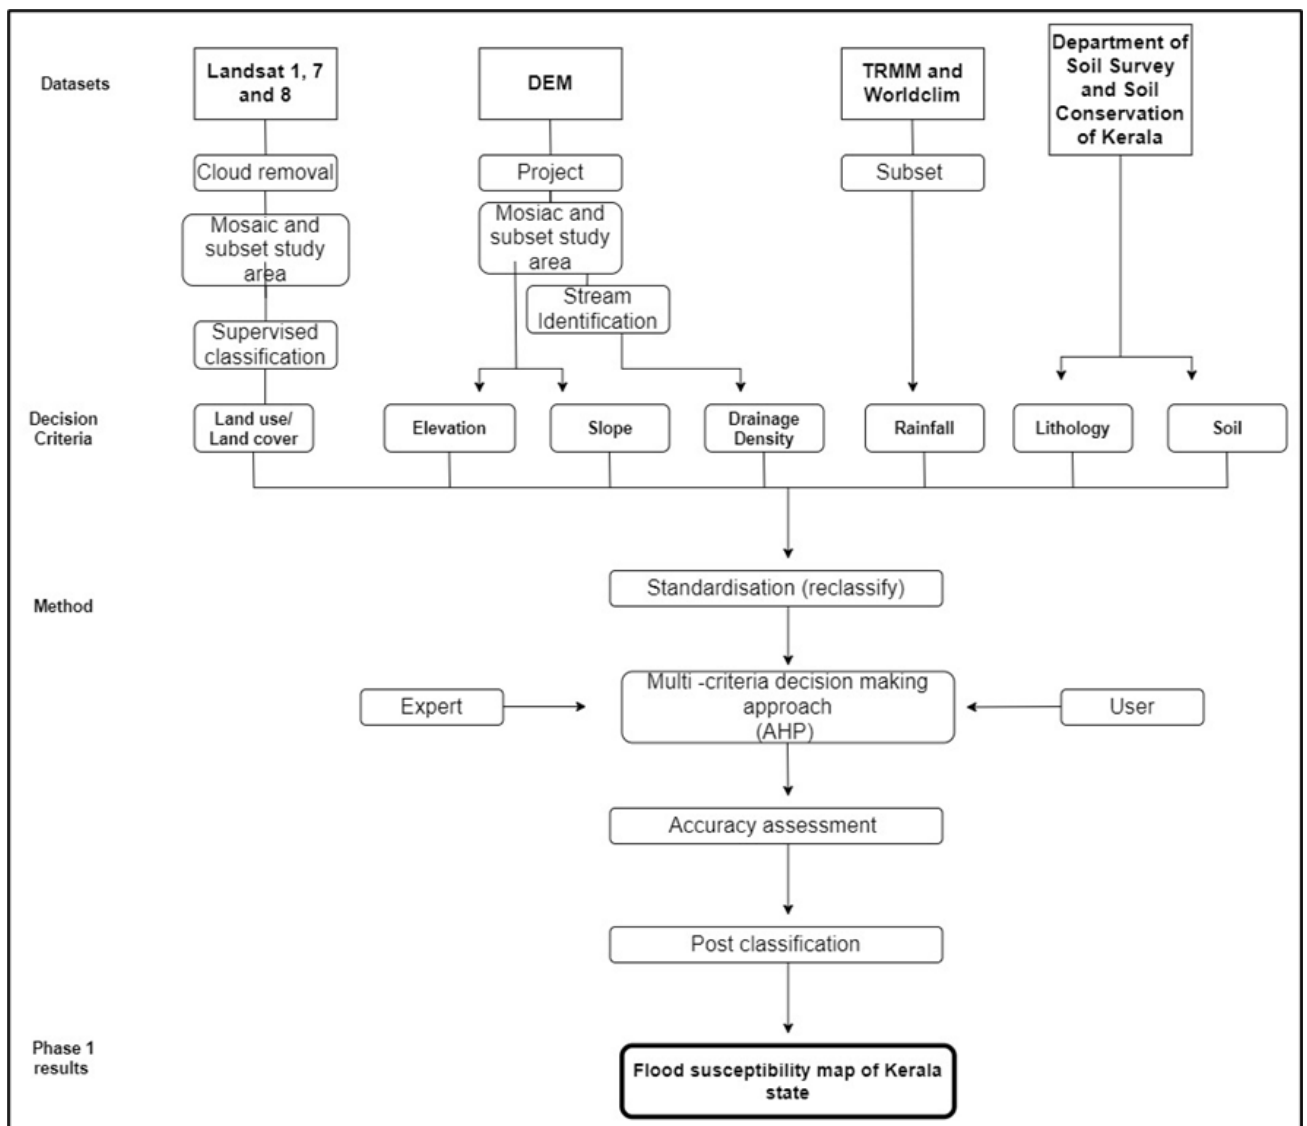 Datasets
Landsat 1, 7
and 8
DEM
TRMM and
Worldclim
Department of
Soil Survey
and Soil
Conservation
of Kerala
Cloud removal
Project
Subset
Mosaic and
subset study
area
Mosiac and
subset study
area
Stream
Identification
Supervised
classification
Decision
Criteria
Land use/
Land cover
Elevation
Slope
Drainage
Density
Rainfall
Lithology
Soil
Method
Standardisation (reclassify)
Expert
Multi -criteria decision making
approach
(AHP)
User
Accuracy assessment
Post classification
Phase 1
results
Flood susceptibility map of Kerala
state